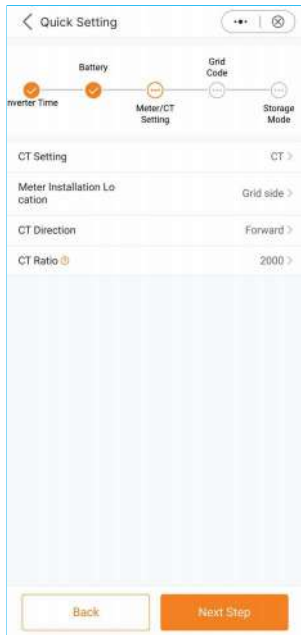 Quick Setting
Battery
Grid
Code
nverter Time
Meter/CT
Setting
Storage
Mode
CT Setting
CT
Meter Installation Lo
cation
Grid side
CT Direction
Forward
CT Ratio
2000
Back
Next Step